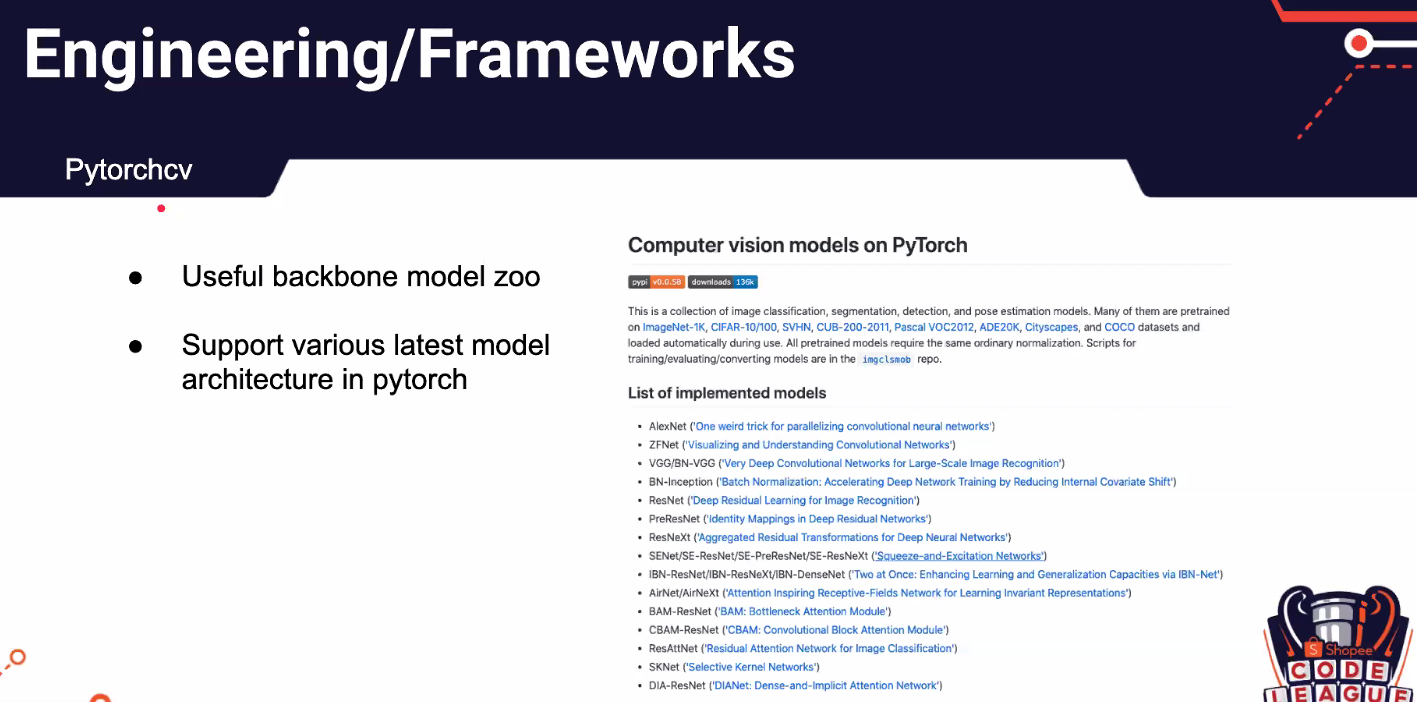 Engineering/Frameworks
Pytorchcv
● Useful backbone model zoo
● Support various latest model
architecture in pytorch
Computer vision models on PyTorch
pypi v0.0.58 downloads 136k
This is a collection of image classification, segmentation, detection, and pose estimation models. Many of them are pretrained
on ImageNet-1K, CIFAR-10/100, SVHN, CUB-200-2011, Pascal VOC2012, ADE20K, Cityscapes, and COCO datasets and
loaded automatically during use. All pretrained models require the same ordinary normalization. Scripts for
training/evaluating/converting models are in the imgclsmob repo.
List of implemented models
• AlexNet ('One weird trick for parallelizing convolutional neural networks')
• ZFNet ('Visualizing and Understanding Convolutional Networks')
• VGG/BN-VGG ('Very Deep Convolutional Networks for Large-Scale Image Recognition')
• BN-Inception ('Batch Normalization: Accelerating Deep Network Training by Reducing Internal Covariate Shift')
• ResNet ('Deep Residual Learning for Image Recognition')
• PreResNet ('Identity Mappings in Deep Residual Networks')
• ResNeXt ('Aggregated Residual Transformations for Deep Neural Networks')
• SENet/SE-ResNet/SE-PreResNet/SE-ResNeXt ('Squeeze-and-Excitation Networks')
• IBN-ResNet/IBN-ResNeXt/IBN-DenseNet ('Two at Once: Enhancing Learning and Generalization Capacities via IBN-Net')
• AirNet/AirNeXt ('Attention Inspiring Receptive-Fields Network for Learning Invariant Representations')
• BAM-ResNet ('BAM: Bottleneck Attention Module')
• CBAM-ResNet ('CBAM: Convolutional Block Attention Module')
• ResAttNet ('Residual Attention Network for Image Classification')
• SKNet ('Selective Kernel Networks')
• DIA-ResNet ('DIANet: Dense-and-Implicit Attention Network')
Shopee
CODE
LEAGUE